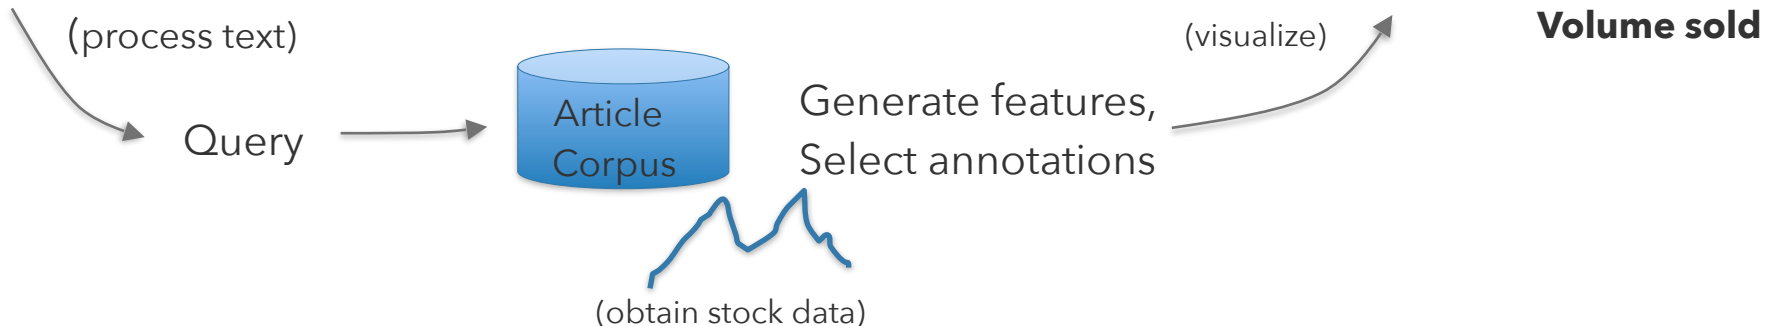 (process text)
Query
Article
Corpus
(obtain stock data)
Generate features,
Select annotations
(visualize)
Volume sold